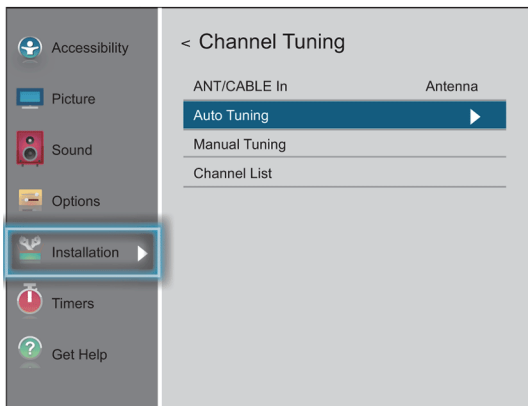 Accessibility
Picture
Sound
Options
Installation
Timers
Get Help
< Channel Tuning
ANT/CABLE In Antenna
Auto Tuning
Manual Tuning
Channel List